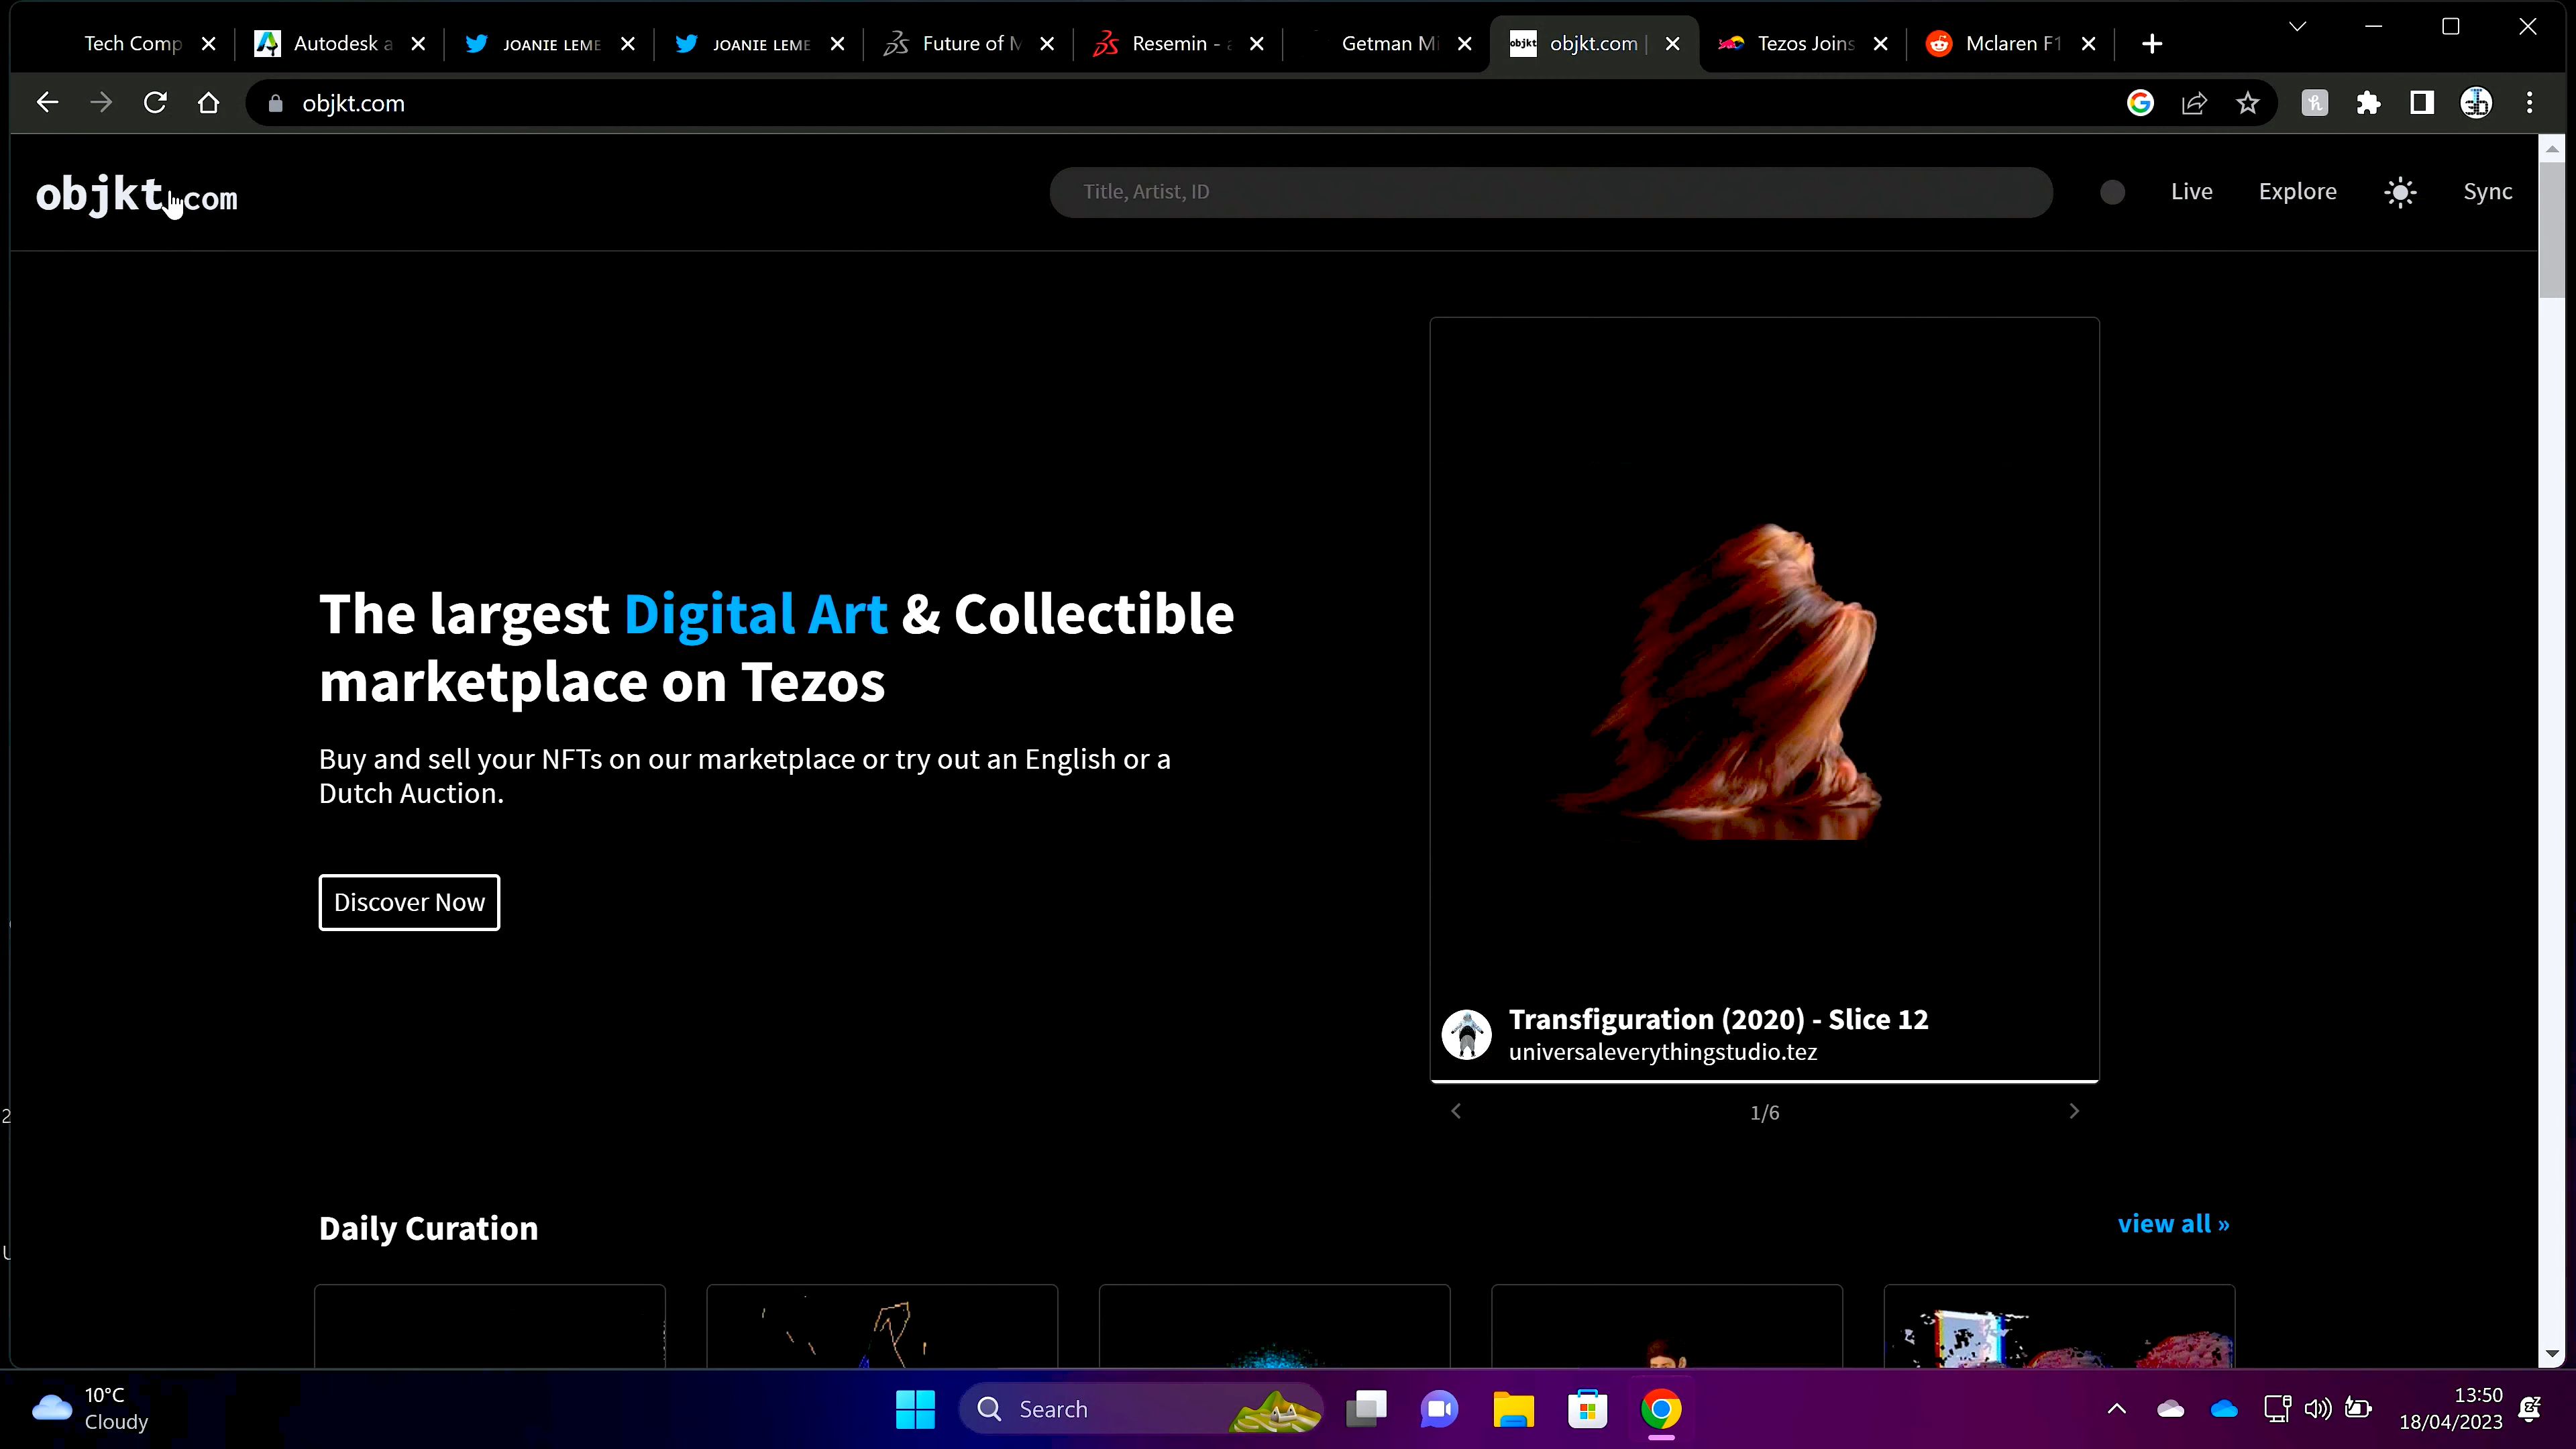 Tech Comp
Autodesk a
JOANIE LEME
JOANIE LEME
Future of M
Resemin - a
Getman Mi
objkt
objkt.com |
Tezos Joins
Mclaren F1
objkt.com
objkt.com
Title, Artist, ID
Live
Explore
Sync
The largest Digital Art & Collectible
marketplace on Tezos
Buy and sell your NFTs on our marketplace or try out an English or a
Dutch Auction.
Discover Now
Transfiguration (2020) - Slice 12
universaleverythingstudio.tez
1/6
Daily Curation
view all »
10°C
Cloudy
Search
13:50
18/04/2023